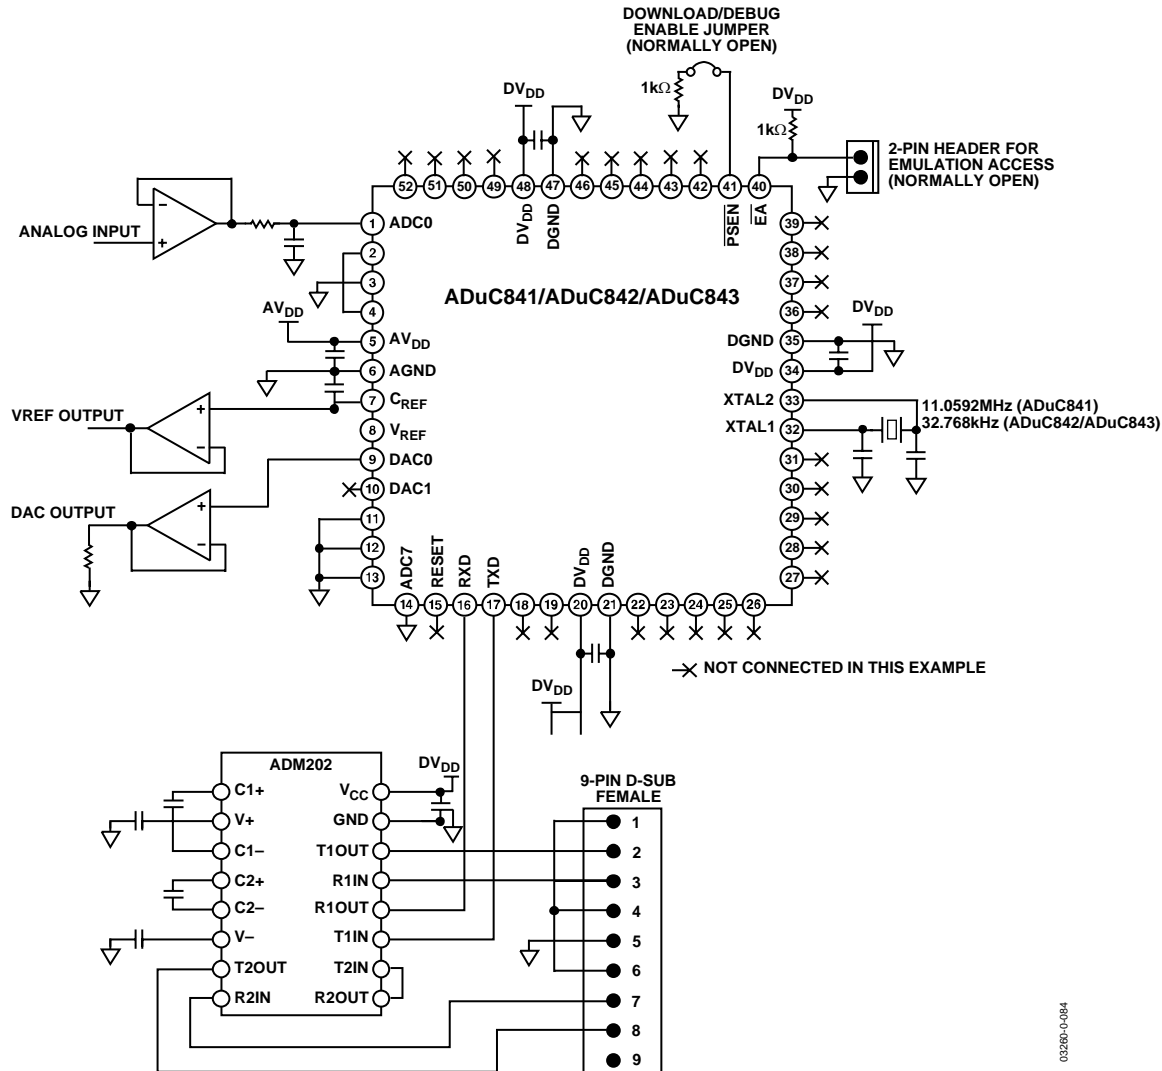 DOWNLOAD/DEBUG
ENABLE JUMPER
(NORMALLY OPEN)
1kΩ
DVDD
DVDD
1kΩ
2-PIN HEADER FOR
EMULATION ACCESS
(NORMALLY OPEN)
52 51 50 49 48 47 46 45 44 43 42 41 40
DVDD
DGND
PSEN
EA
ANALOG INPUT
1 ADC0
2
3
4
ADuC841/ADuC842/ADuC843
39
38
37
36
AVDD
5 AVDD
6 AGND
7 CREF
8 VREF
9 DAC0
10 DAC1
11
12
13
VREF OUTPUT
DAC OUTPUT
DVDD
DGND 35
DVDD 34
XTAL2 33
XTAL1 32
11.0592MHz (ADuC841)
32.768kHz (ADuC842/ADuC843)
31
30
29
28
27
ADC7
RESET
RXD
TXD
DVDD
DGND
14 15 16 17 18 19 20 21 22 23 24 25 26
NOT CONNECTED IN THIS EXAMPLE
DVDD
ADM202
DVDD
C1+
V+
C1–
C2+
C2–
V–
T2OUT
R2IN
VCC
GND
T1OUT
R1IN
R1OUT
T1IN
T2IN
R2OUT
9-PIN D-SUB
FEMALE
1
2
3
4
5
6
7
8
9
03260-0-084